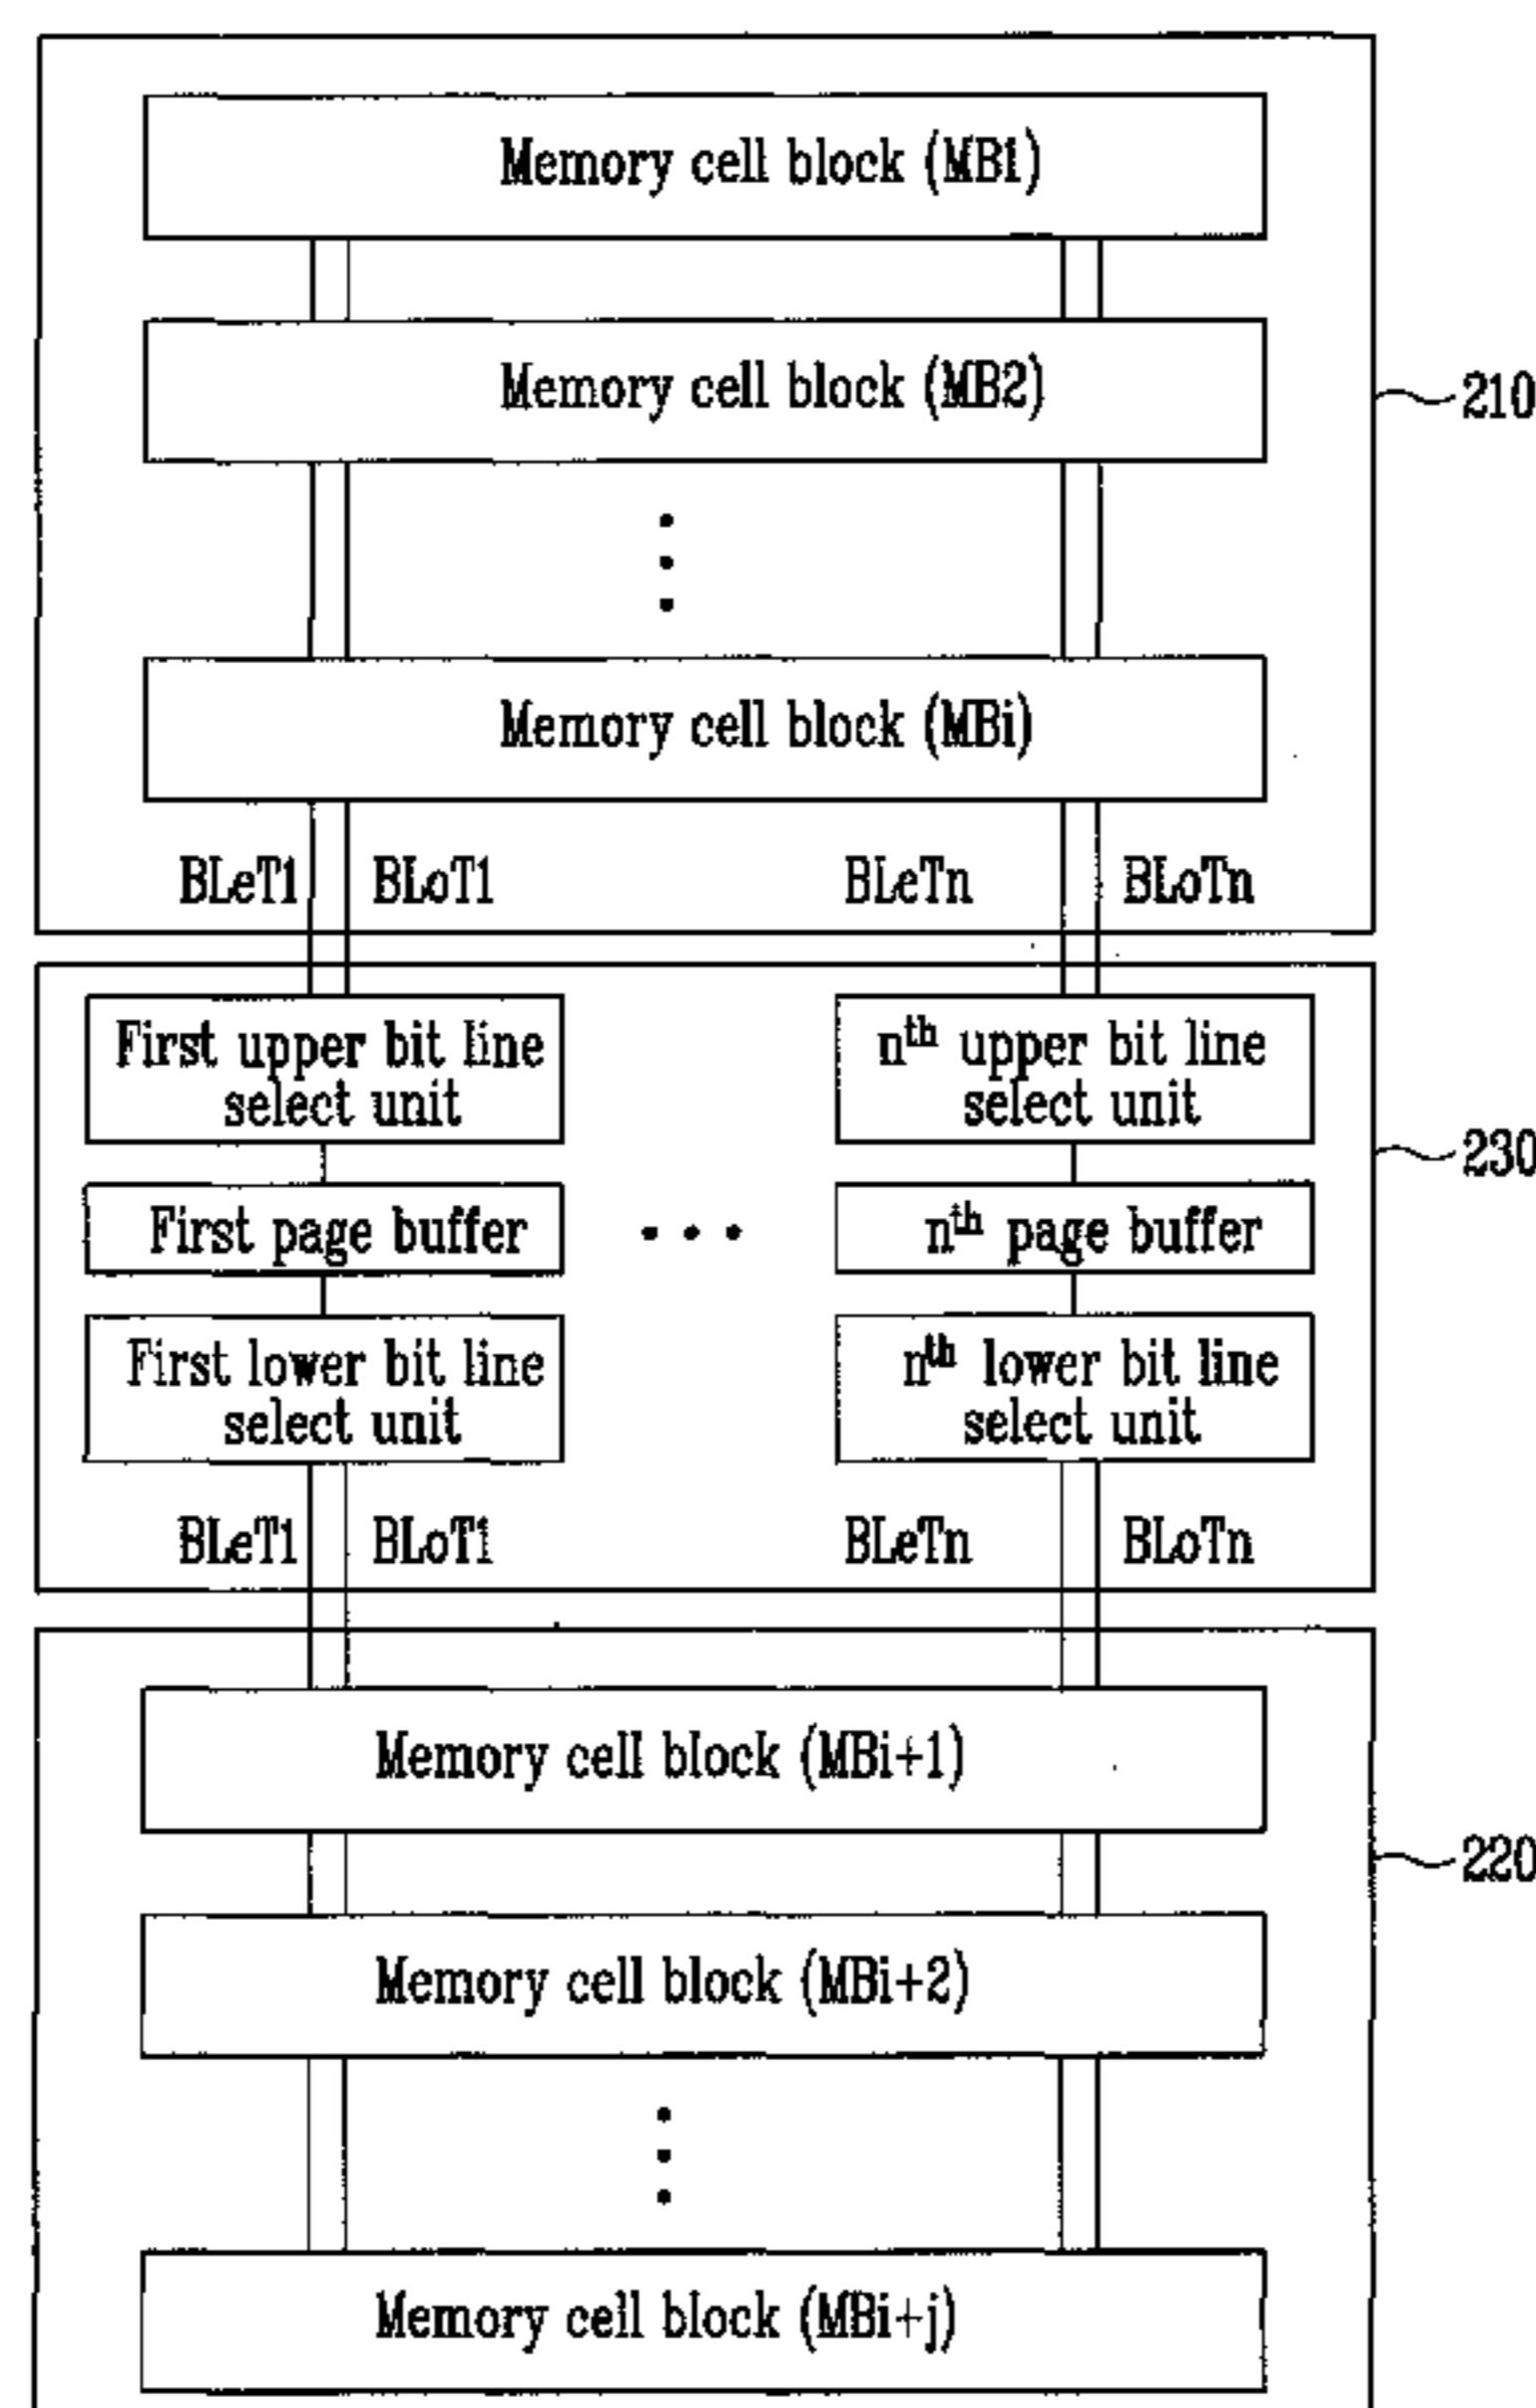 Memory cell block (MB1)
Memory cell block (MB2)
210
Memory cell block (MBi)
BLeT1 BLoT1 BLeTn BLoTn
First upper bit line
select unit
nth upper bit line
select unit
230
First page buffer
nth page buffer
First lower bit line
select unit
nth lower bit line
select unit
BLeT1 BLoT1 BLeTn BLoTn
Memory cell block (MBi+1)
220
Memory cell block (MBi+2)
Memory cell block (MBi+j)